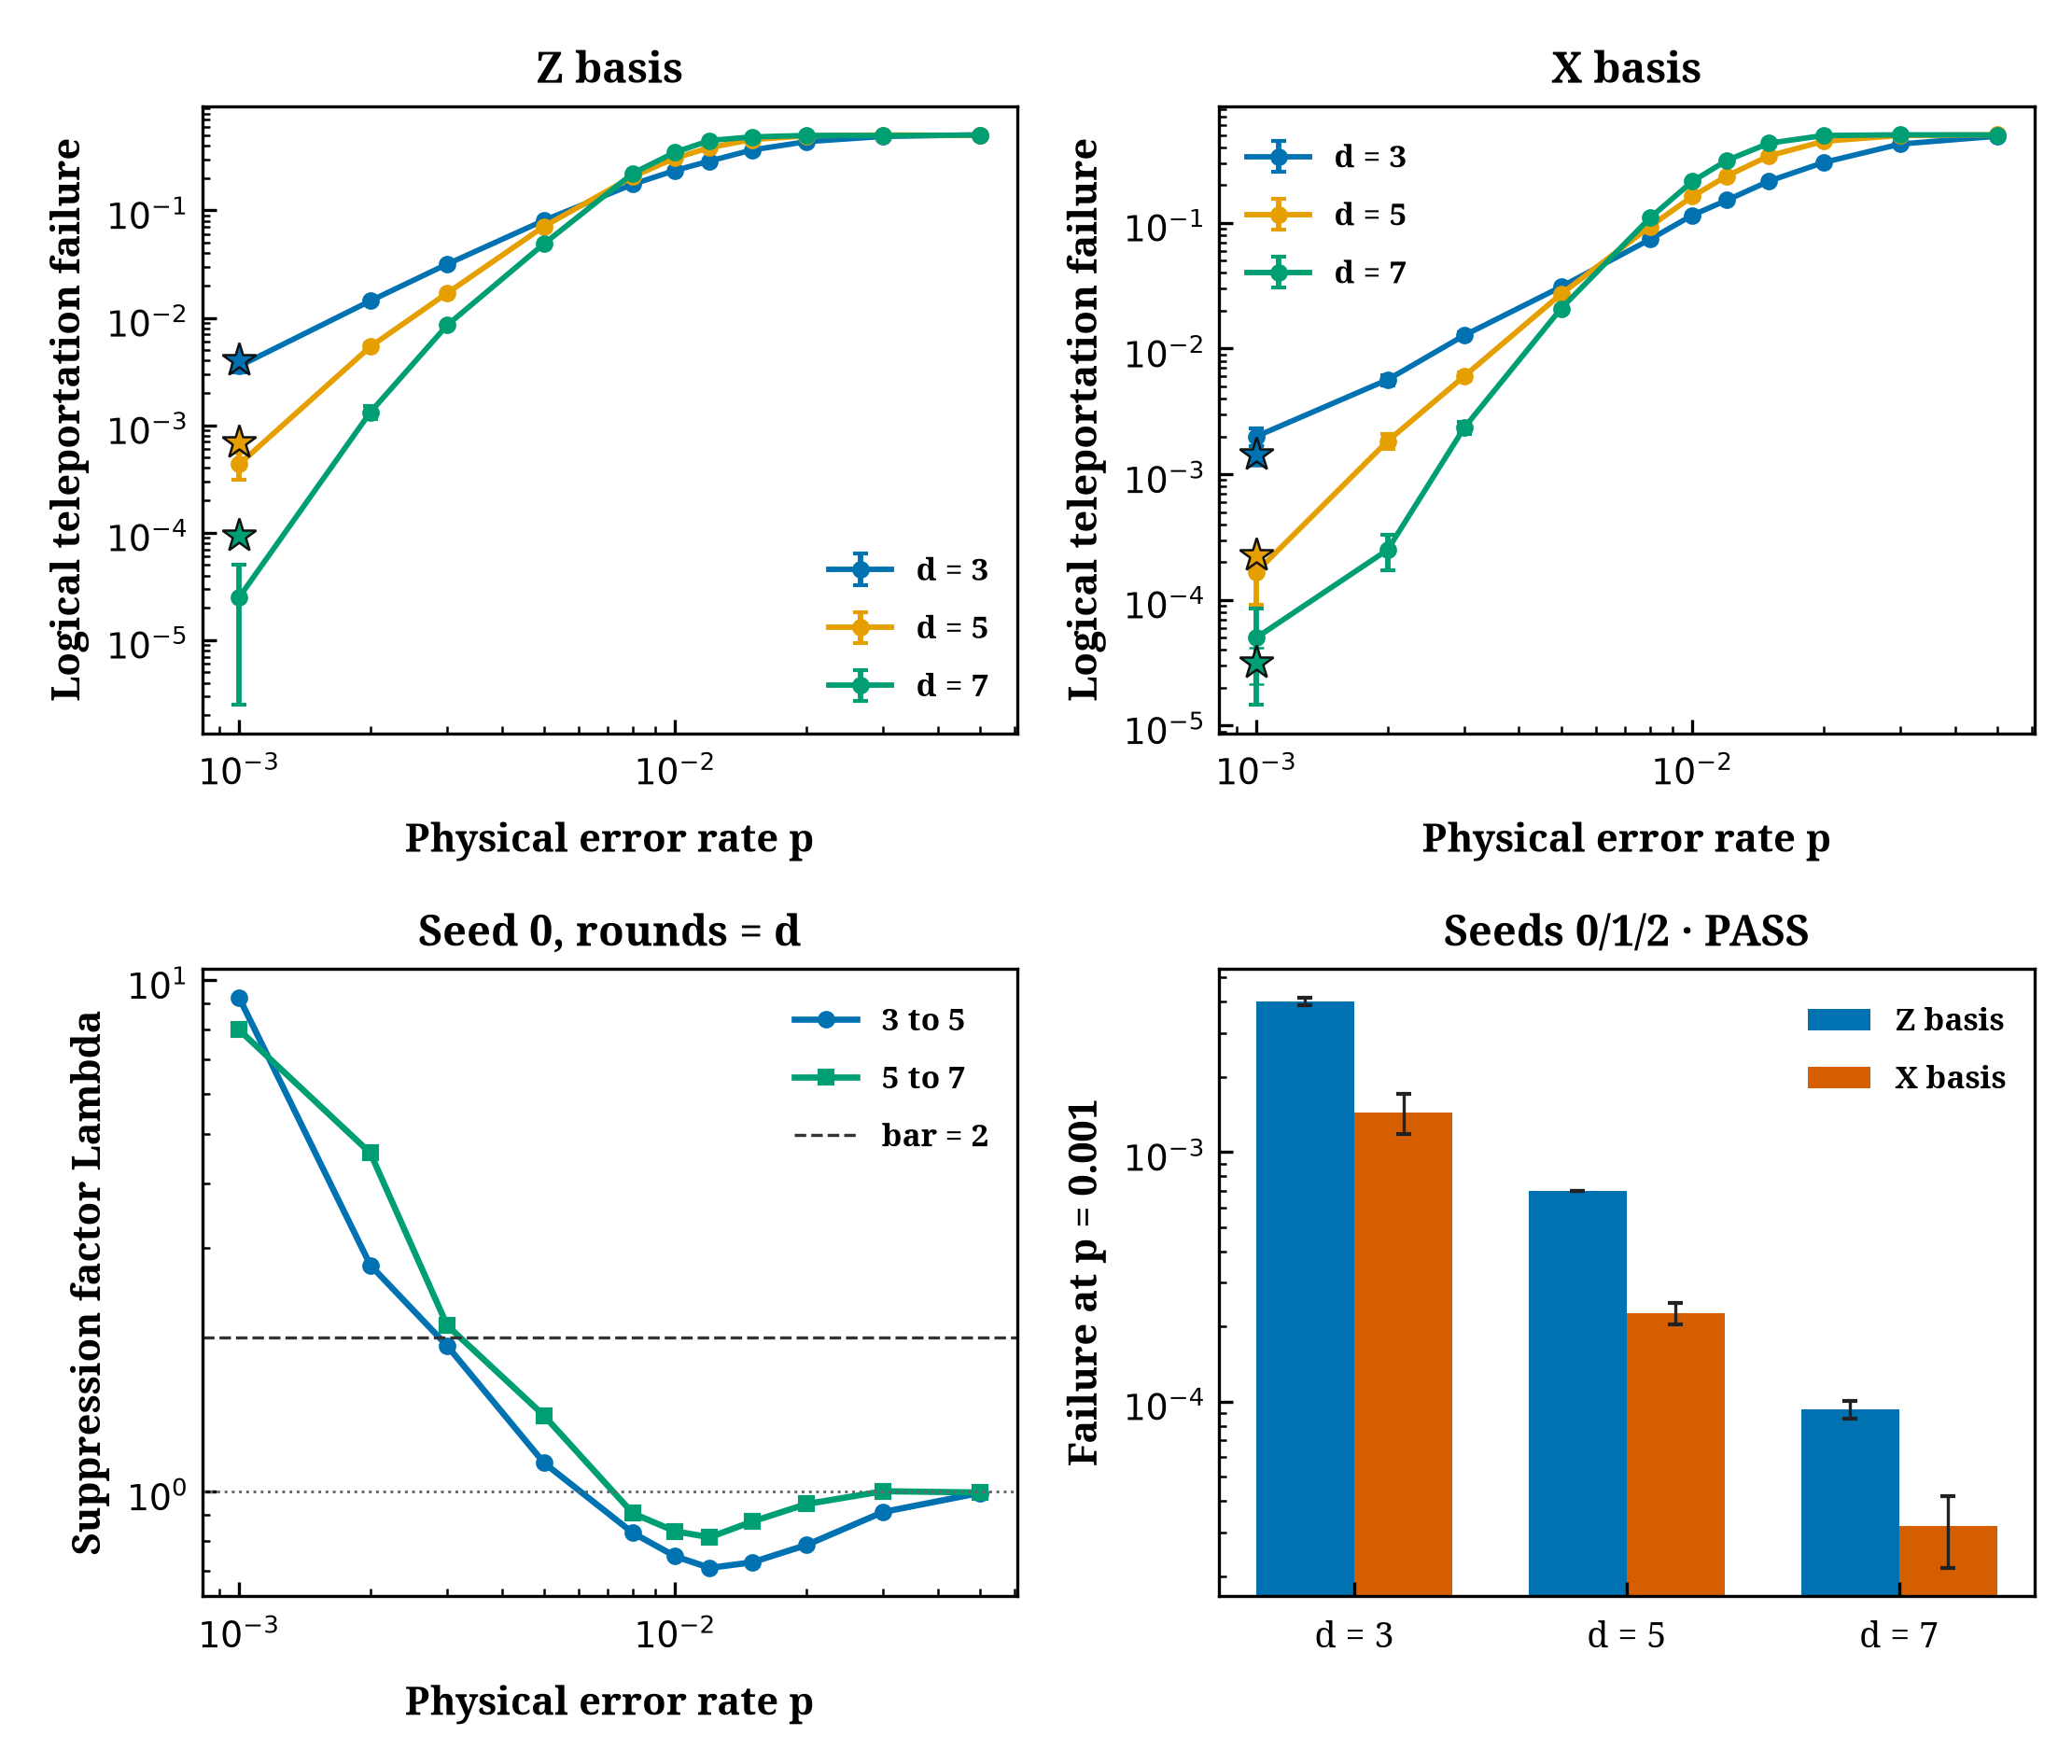 Z basis
Logical teleportation failure
10⁻¹
10⁻²
10⁻³
10⁻⁴
10⁻⁵
d = 3
d = 5
d = 7
10⁻³
10⁻²
Physical error rate p
X basis
Logical teleportation failure
d = 3
d = 5
d = 7
10⁻¹
10⁻²
10⁻³
10⁻⁴
10⁻⁵
10⁻³
10⁻²
Physical error rate p
Seed 0, rounds = d
Suppression factor Lambda
10¹
10⁰
3 to 5
5 to 7
bar = 2
10⁻³
10⁻²
Physical error rate p
Seeds 0/1/2 · PASS
Failure at p = 0.001
Z basis
X basis
10⁻³
10⁻⁴
d = 3
d = 5
d = 7